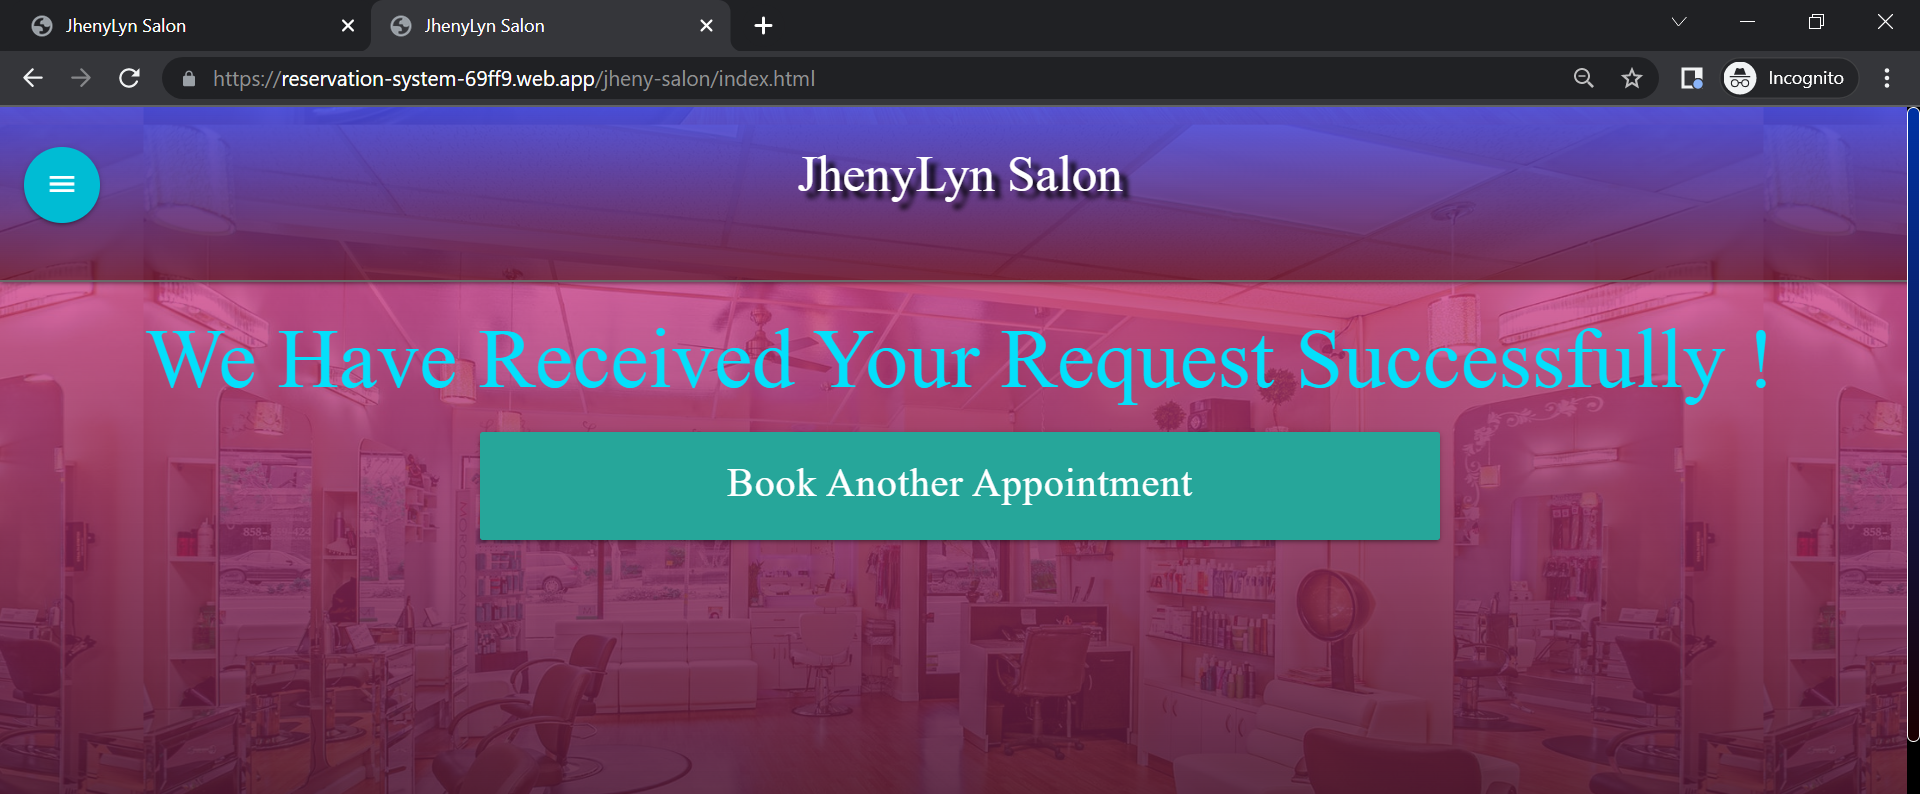 JhenyLyn Salon
JhenyLyn Salon
https://reservation-system-69ff9.web.app/jheny-salon/index.html
Incognito
JhenyLyn Salon
We Have Received Your Request Successfully !
Book Another Appointment